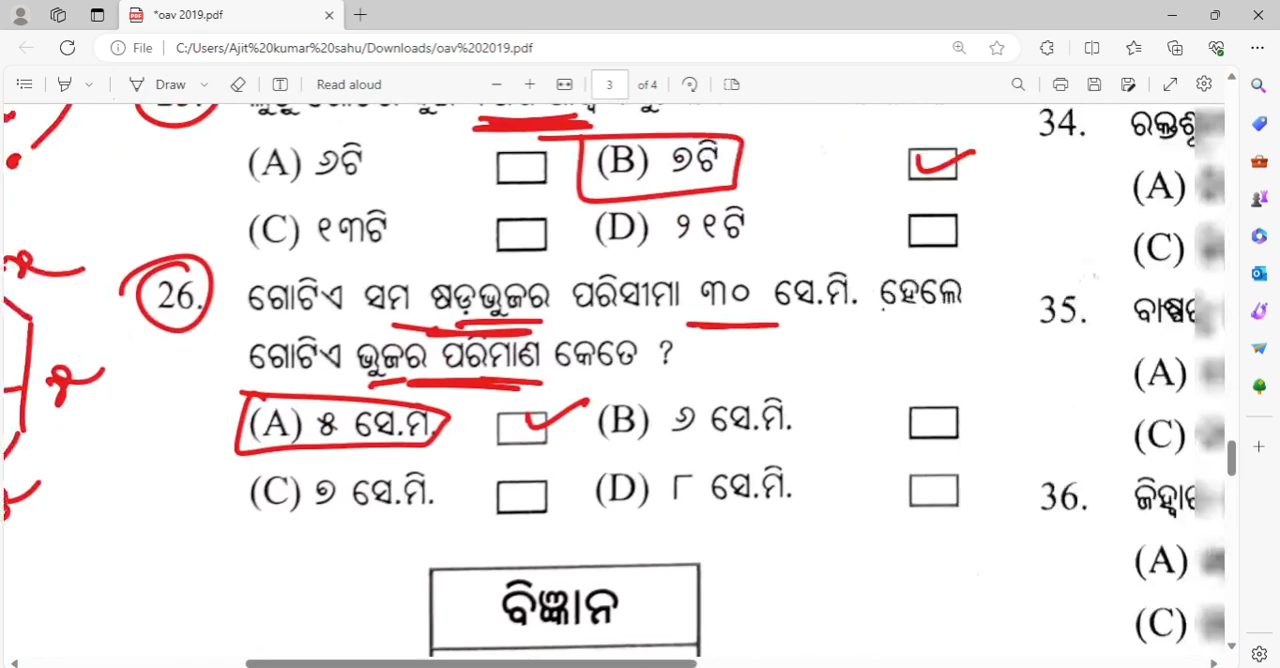 *oav 2019.pdf
File C:/Users/Ajit%20kumar%20sahu/Downloads/oav%202019.pdf
Draw Read aloud 3 of 4
(A) ୬ଟି (B) ୭ଟି
(C) ୧୩ଟି (D) ୨୧ଟି
26. ଗୋଟିଏ ସମ ଷଡ଼ଭୁଜର ପରିସୀମା ୩୦ ସେ.ମି. ହେଲେ
ଗୋଟିଏ ଭୁଜର ପରିମାଣ କେତେ ?
(A) ୫ ସେ.ମି. (B) ୬ ସେ.ମି.
(C) ୭ ସେ.ମି. (D) ୮ ସେ.ମି.
ବିଜ୍ଞାନ
34.
(A)
(C)
35.
(A)
(C)
36.
(A)
(C)